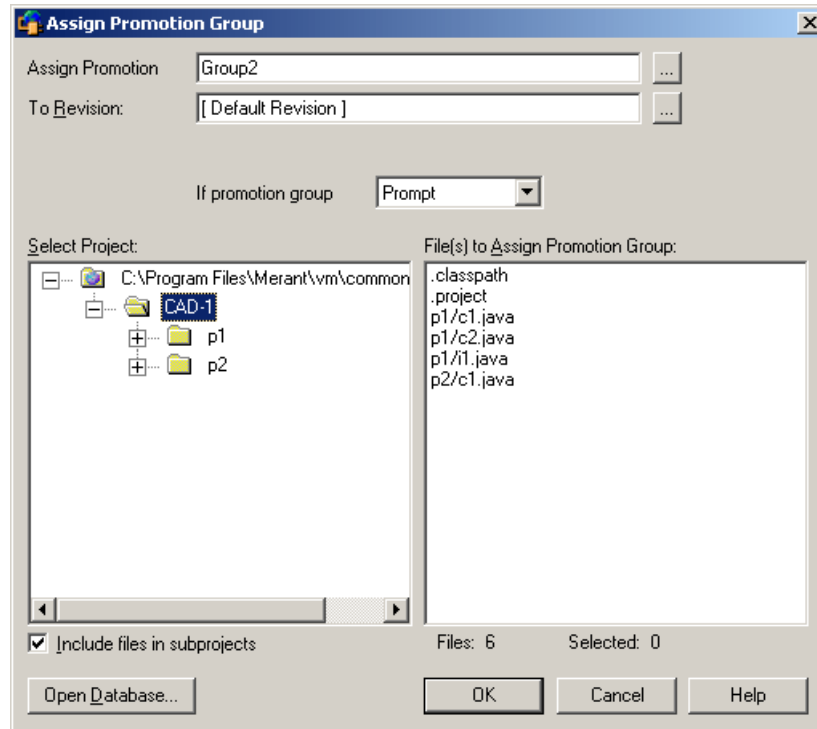 Assign Promotion Group
Assign Promotion Group2 ...
To Revision: [ Default Revision ] ...
If promotion group Prompt
Select Project:
C:\Program Files\Merant\vm\common
CAD-1
p1
p2
File(s) to Assign Promotion Group:
.classpath
.project
p1/c1.java
p1/c2.java
p1/i1.java
p2/c1.java
Include files in subprojects
Files: 6 Selected: 0
Open Database... OK Cancel Help